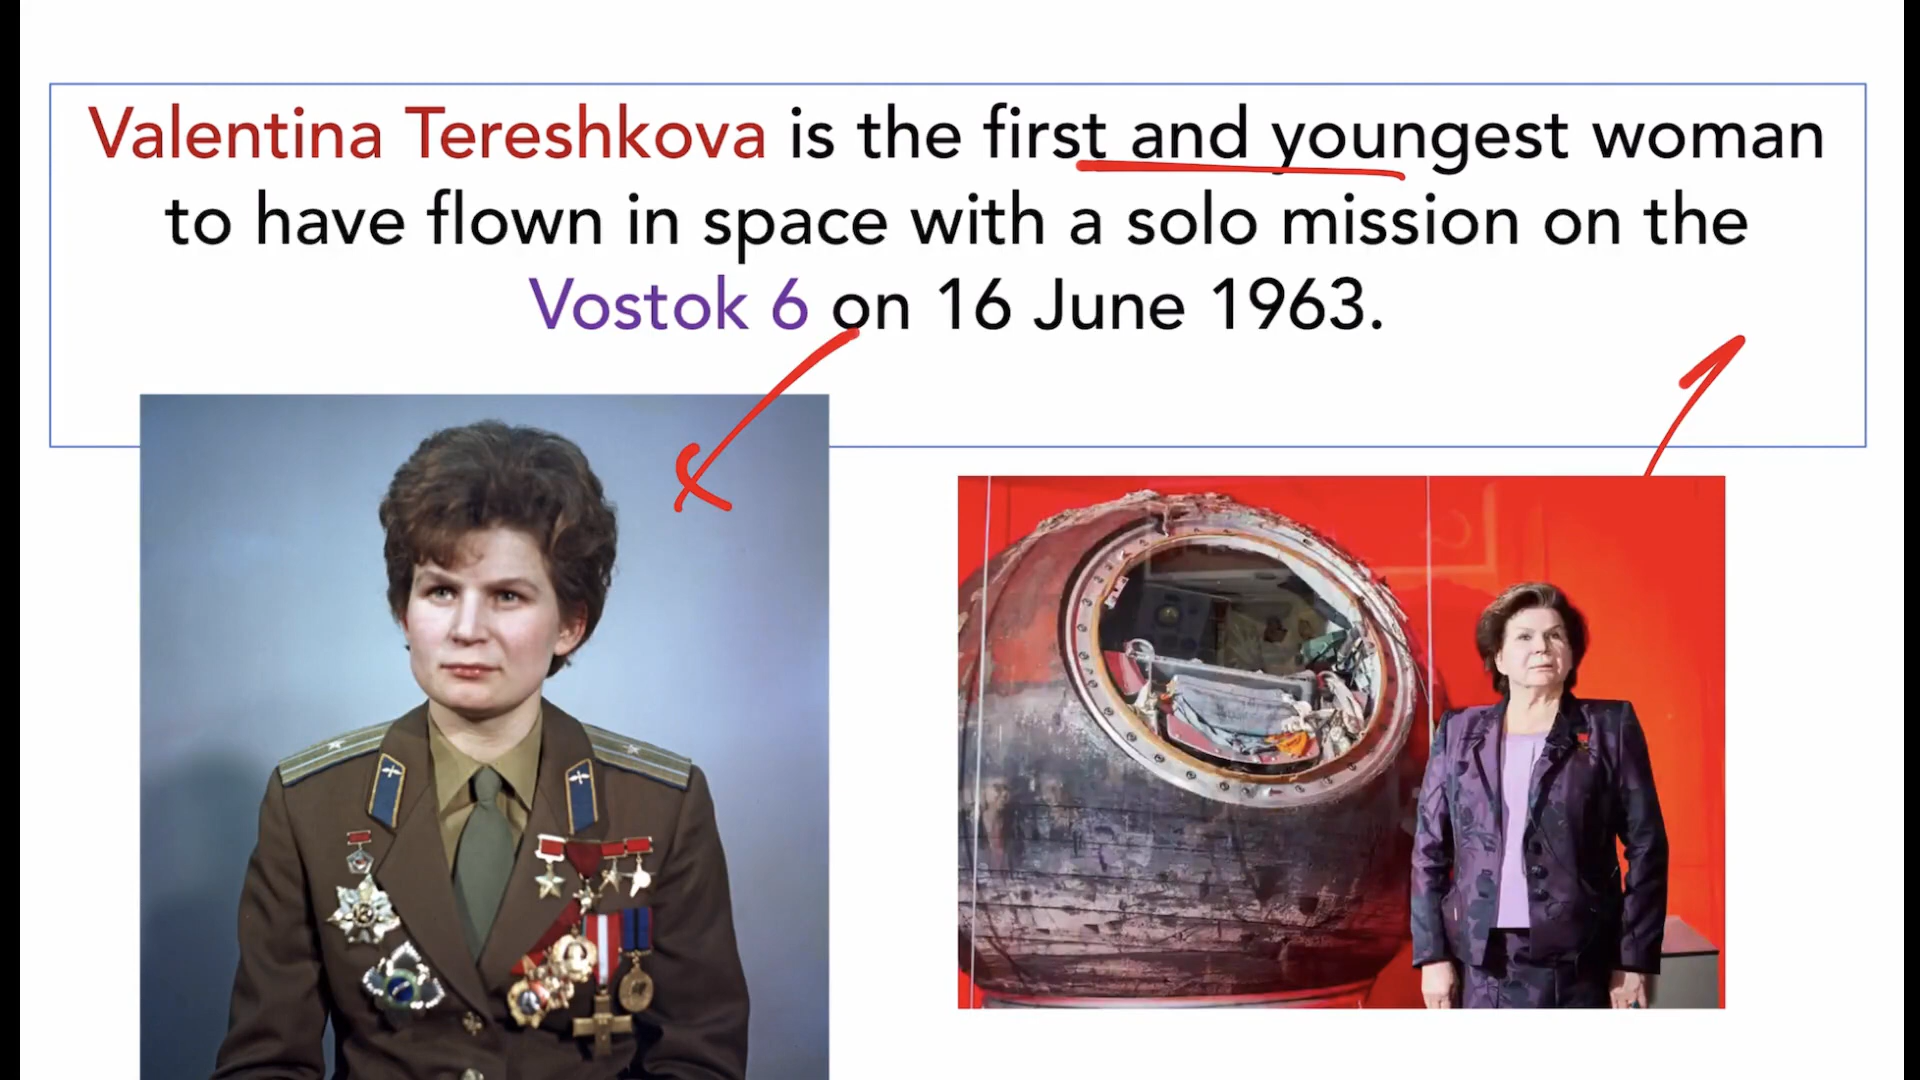 Valentina Tereshkova is the first and youngest woman
to have flown in space with a solo mission on the
Vostok 6 on 16 June 1963.